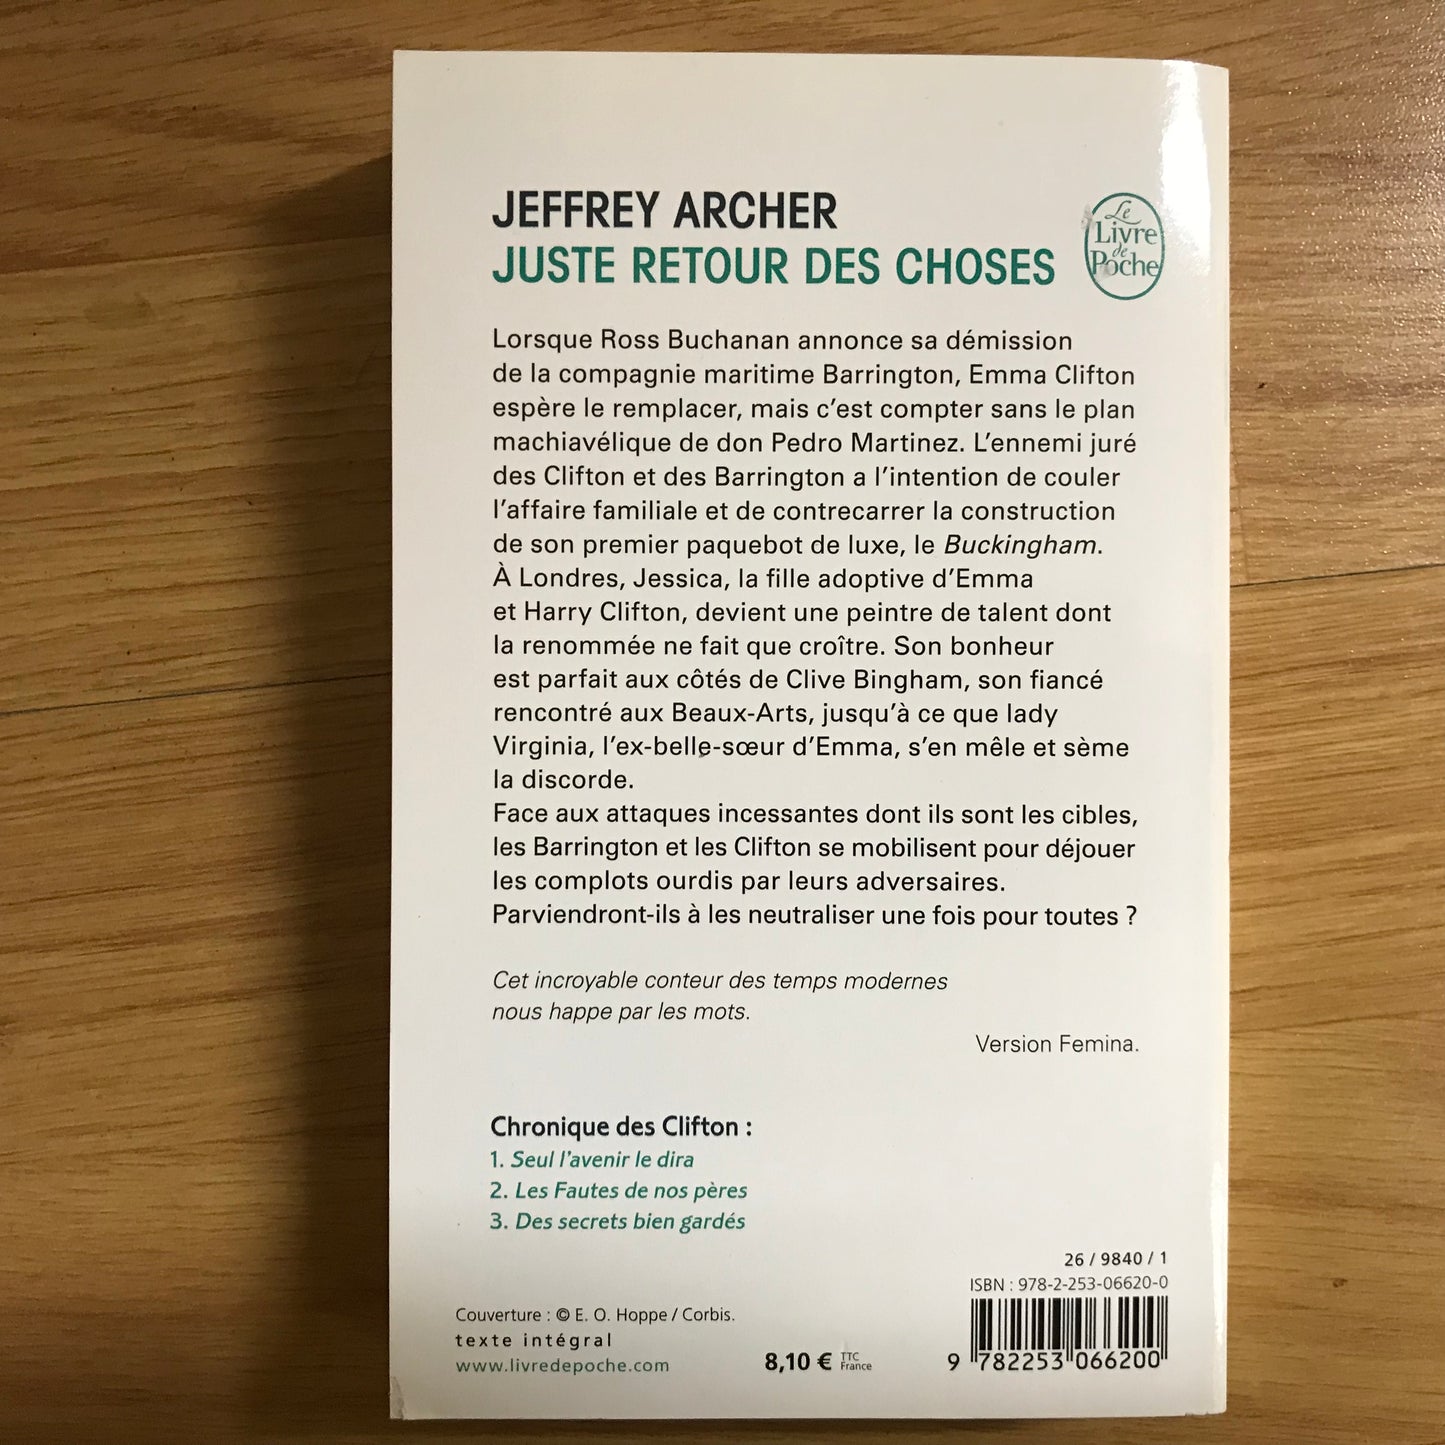 JEFFREY ARCHER
JUSTE RETOUR DES CHOSES
Le
Livre
de
Poche
Lorsque Ross Buchanan annonce sa démission
de la compagnie maritime Barrington, Emma Clifton
espère le remplacer, mais c'est compter sans le plan
machiavélique de don Pedro Martinez. L'ennemi juré
des Clifton et des Barrington a l'intention de couler
l'affaire familiale et de contrecarrer la construction
de son premier paquebot de luxe, le Buckingham.
À Londres, Jessica, la fille adoptive d'Emma
et Harry Clifton, devient une peintre de talent dont
la renommée ne fait que croître. Son bonheur
est parfait aux côtés de Clive Bingham, son fiancé
rencontré aux Beaux-Arts, jusqu'à ce que lady
Virginia, l'ex-belle-sœur d'Emma, s'en mêle et sème
la discorde.
Face aux attaques incessantes dont ils sont les cibles,
les Barrington et les Clifton se mobilisent pour déjouer
les complots ourdis par leurs adversaires.
Parviendront-ils à les neutraliser une fois pour toutes ?
Cet incroyable conteur des temps modernes
nous happe par les mots.
Version Femina.
Chronique des Clifton :
1. Seul l'avenir le dira
2. Les Fautes de nos pères
3. Des secrets bien gardés
26 / 9840 / 1
ISBN : 978-2-253-06620-0
Couverture : © E. O. Hoppe / Corbis.
texte intégral
www.livredepoche.com
8,10 € TTC France
9 782253 066200